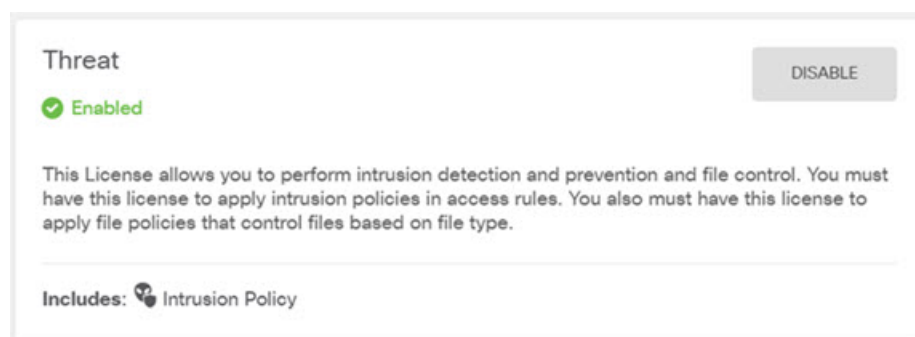 Threat
DISABLE
Enabled
This License allows you to perform intrusion detection and prevention and file control. You must
have this license to apply intrusion policies in access rules. You also must have this license to
apply file policies that control files based on file type.
Includes: Intrusion Policy